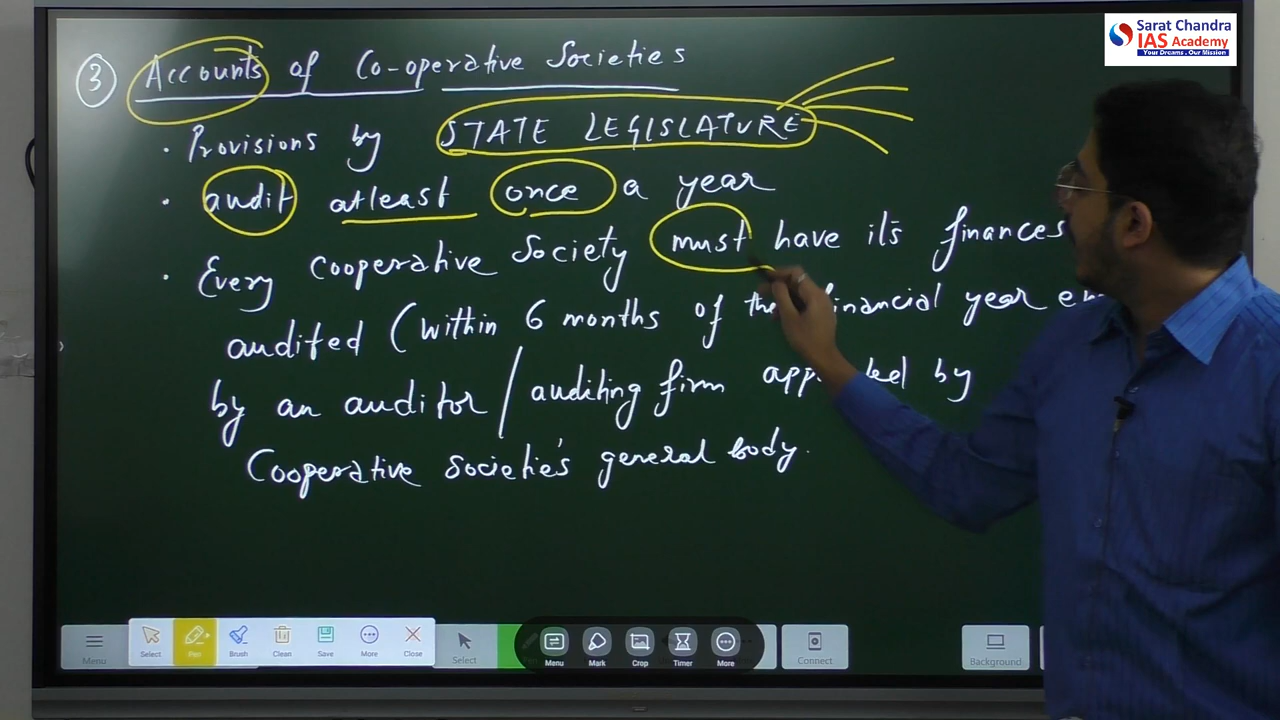 Sarat Chandra
IAS Academy
Your Dreams . Our Mission
3 Accounts of Co-operative Societies
· Provisions by STATE LEGISLATURE
· audit atleast once a year
· Every Cooperative Society must have its finances
audited (within 6 months of the financial year
by an auditor / auditing firm by
Cooperative Societie's general body.
Menu
Select
Pen
Brush
Clean
Save
More
Close
Select
Menu
Mark
Crop
Timer
More
Connect
Background